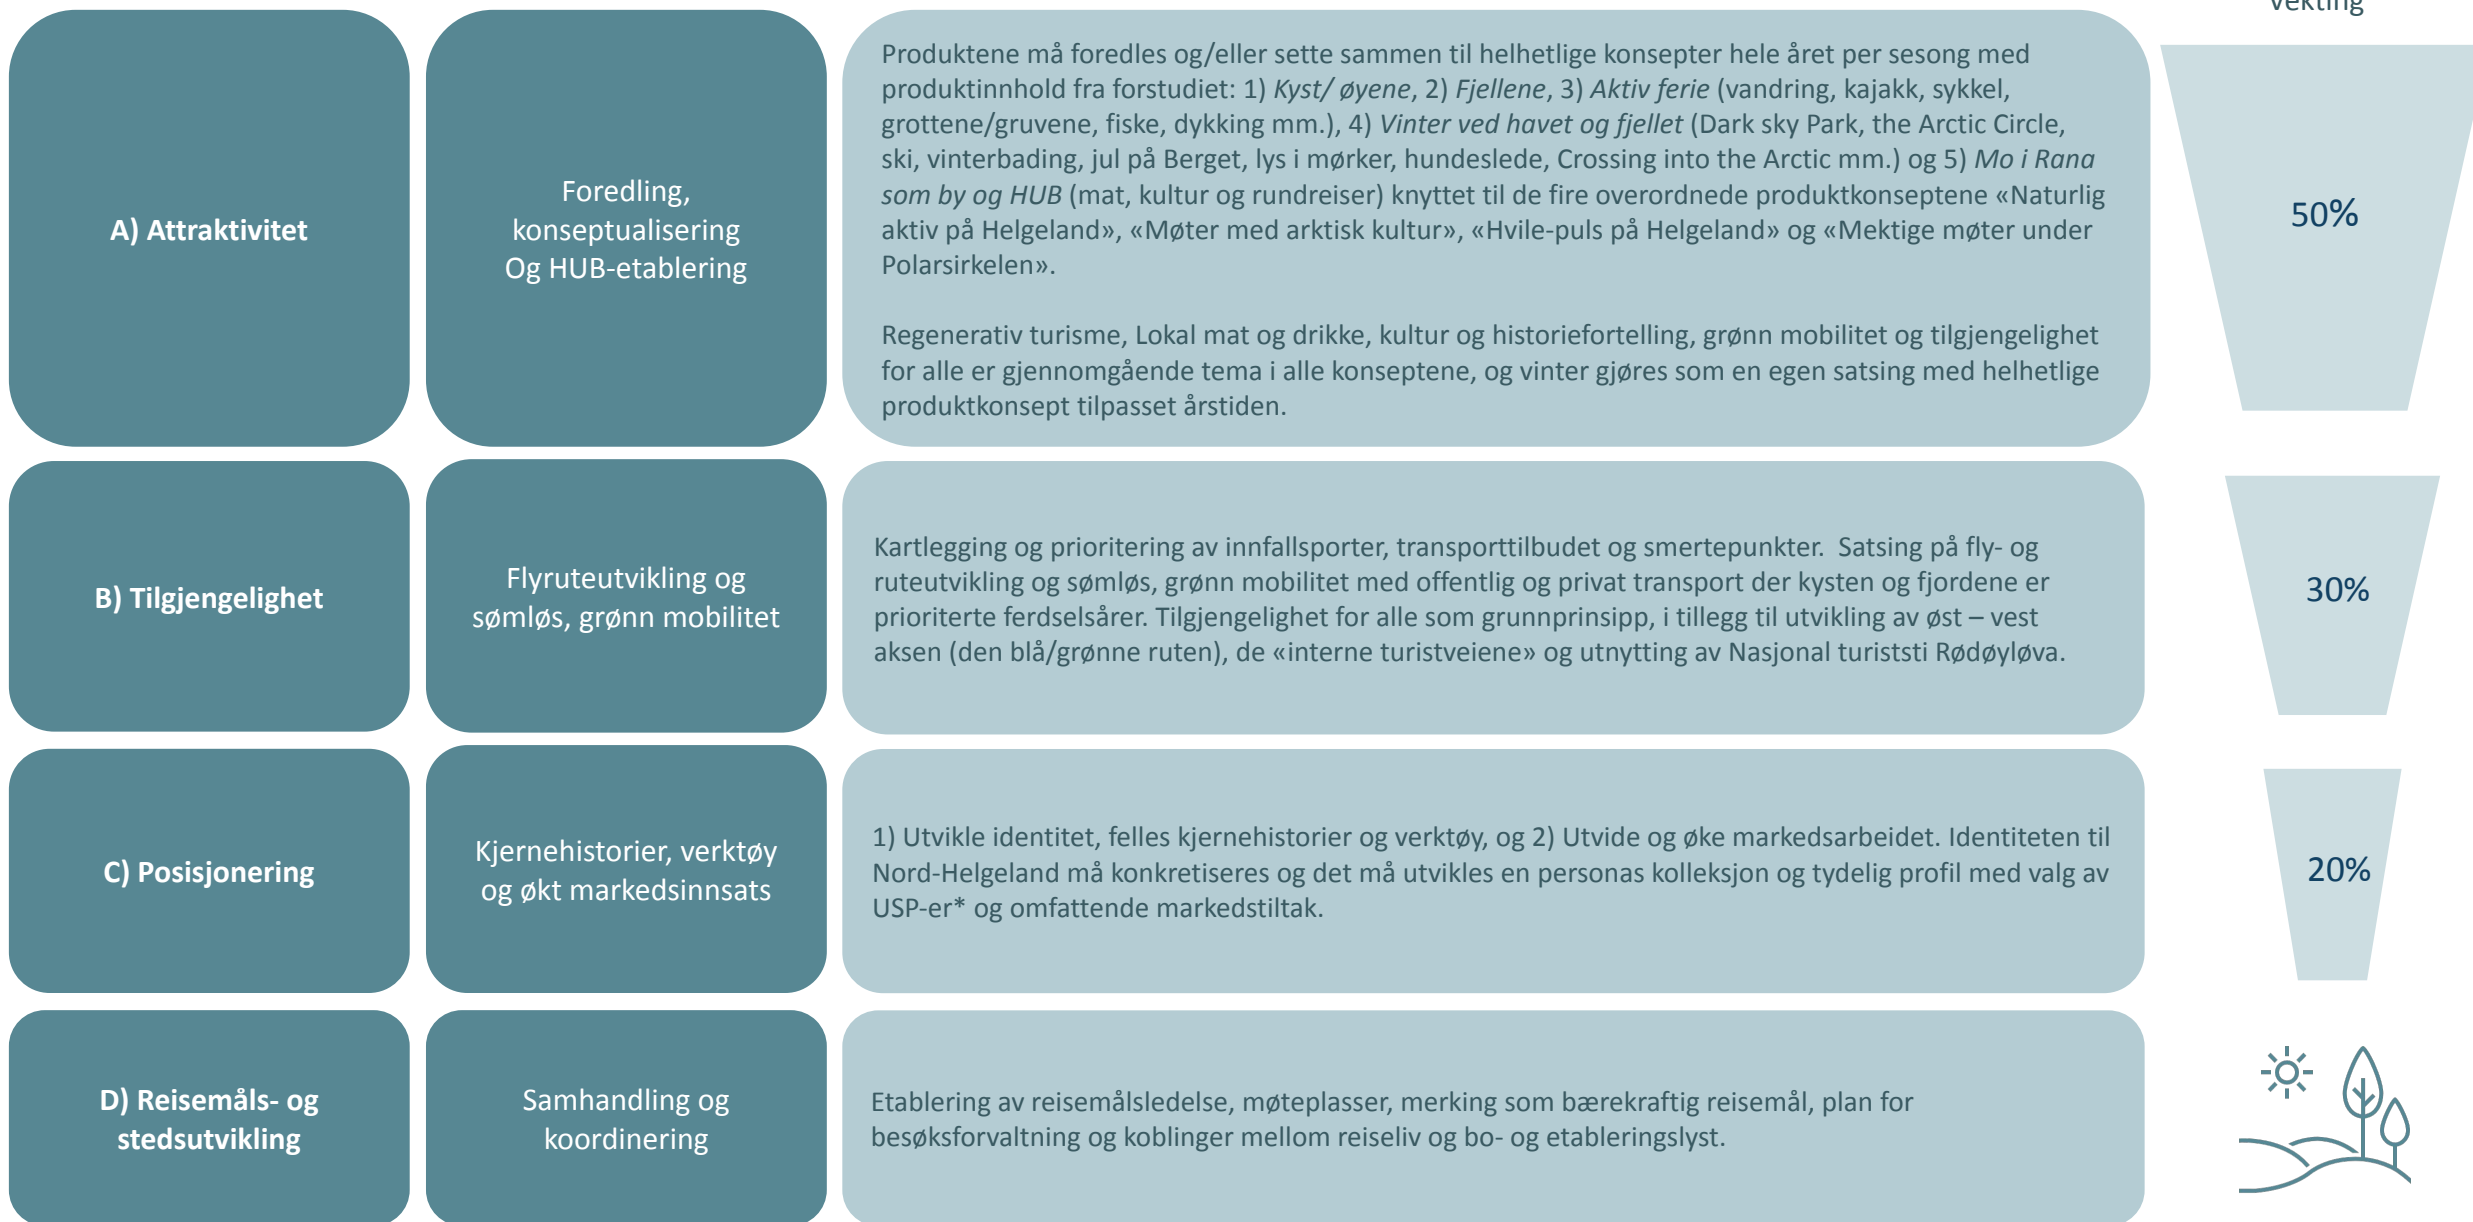 Vekting
A) Attraktivitet
Foredling,
konseptualisering
Og HUB-etablering
Produktene må foredles og/eller sette sammen til helhetlige konsepter hele året per sesong med
produktinnhold fra forstudiet: 1) Kyst/ øyene, 2) Fjellene, 3) Aktiv ferie (vandring, kajakk, sykkel,
grottene/gruvene, fiske, dykking mm.), 4) Vinter ved havet og fjellet (Dark sky Park, the Arctic Circle,
ski, vinterbading, jul på Berget, lys i mørker, hundeslede, Crossing into the Arctic mm.) og 5) Mo i Rana
som by og HUB (mat, kultur og rundreiser) knyttet til de fire overordnede produktkonseptene «Naturlig
aktiv på Helgeland», «Møter med arktisk kultur», «Hvile-puls på Helgeland» og «Mektige møter under
Polarsirkelen».
Regenerativ turisme, Lokal mat og drikke, kultur og historiefortelling, grønn mobilitet og tilgjengelighet
for alle er gjennomgående tema i alle konseptene, og vinter gjøres som en egen satsing med helhetlige
produktkonsept tilpasset årstiden.
50%
B) Tilgjengelighet
Flyruteutvikling og
sømløs, grønn mobilitet
Kartlegging og prioritering av innfallsporter, transporttilbudet og smertepunkter.  Satsing på fly- og
ruteutvikling og sømløs, grønn mobilitet med offentlig og privat transport der kysten og fjordene er
prioriterte ferdselsårer. Tilgjengelighet for alle som grunnprinsipp, i tillegg til utvikling av øst – vest
aksen (den blå/grønne ruten), de «interne turistveiene» og utnytting av Nasjonal turiststi Rødøyløva.
30%
C) Posisjonering
Kjernehistorier, verktøy
og økt markedsinnsats
1) Utvikle identitet, felles kjernehistorier og verktøy, og 2) Utvide og øke markedsarbeidet. Identiteten til
Nord-Helgeland må konkretiseres og det må utvikles en personas kolleksjon og tydelig profil med valg av
USP-er* og omfattende markedstiltak.
20%
D) Reisemåls- og
stedsutvikling
Samhandling og
koordinering
Etablering av reisemålsledelse, møteplasser, merking som bærekraftig reisemål, plan for
besøksforvaltning og koblinger mellom reiseliv og bo- og etableringslyst.